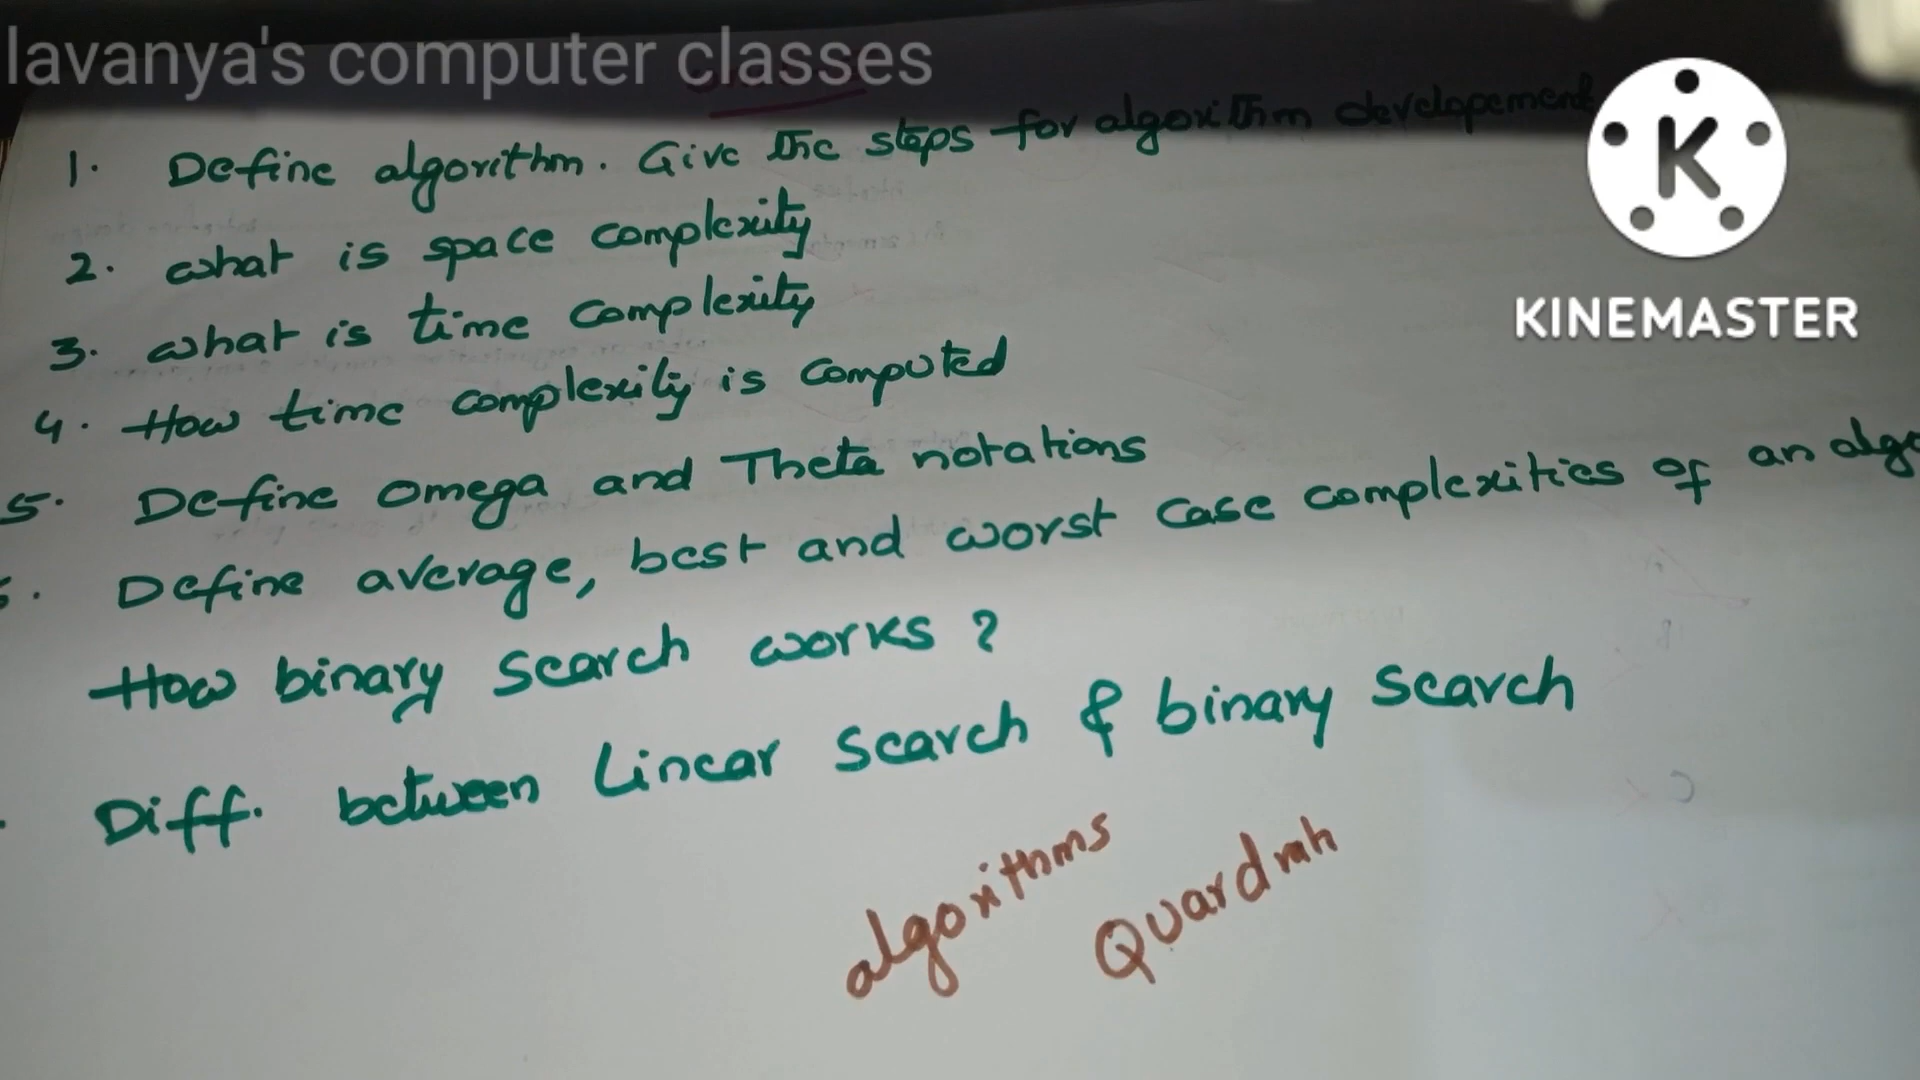 lavanya's computer classes
1. Define algorithm. Give the steps for algorithm developement
KINEMASTER
2. what is space complexity
3. what is time complexity
4. How time complexity is computed
5. Define omega and Theta notations
Define average, best and worst case complexities of an algo
How binary search works?
Diff. between Linear search & binary search
algorithms